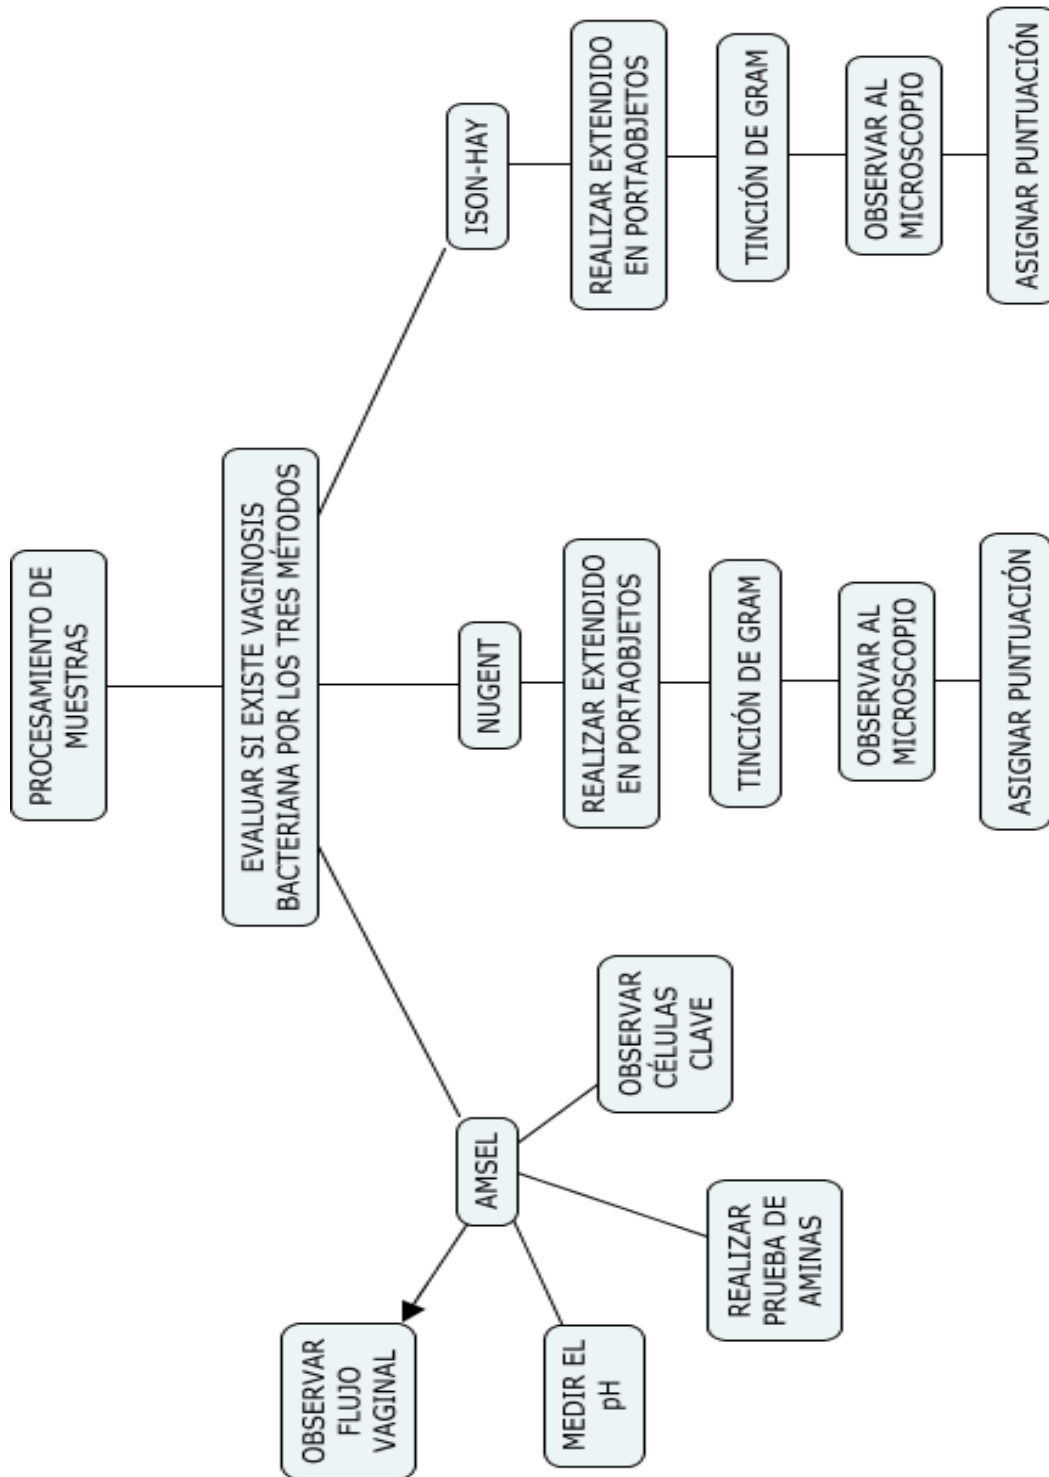 PROCESAMIENTO DE
MUESTRAS
EVALUAR SI EXISTE VAGINOSIS
BACTERIANA POR LOS TRES MÉTODOS
AMSEL
OBSERVAR
FLUJO
VAGINAL
MEDIR EL
pH
REALIZAR
PRUEBA DE
AMINAS
OBSERVAR
CÉLULAS
CLAVE
NUGENT
REALIZAR EXTENDIDO
EN PORTAOBJETOS
TINCIÓN DE GRAM
OBSERVAR AL
MICROSCOPIO
ASIGNAR PUNTUACIÓN
ISON-HAY
REALIZAR EXTENDIDO
EN PORTAOBJETOS
TINCIÓN DE GRAM
OBSERVAR AL
MICROSCOPIO
ASIGNAR PUNTUACIÓN